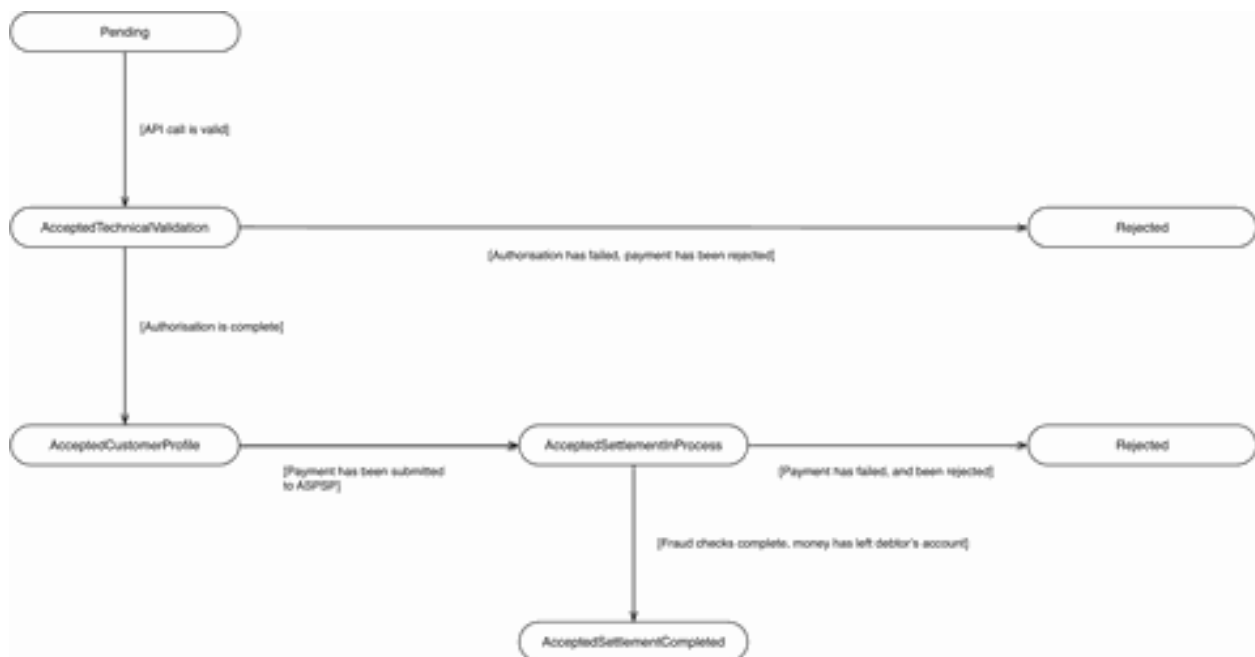 Pending
[API call is valid]
AcceptedTechnicalValidation
Rejected
[Authorisation has failed, payment has been rejected]
[Authorisation is complete]
AcceptedCustomerProfile
AcceptedSettlementInProcess
Rejected
[Payment has been submitted
to ASPSP]
[Payment has failed, and been rejected]
[Fraud checks complete, money has left debtor's account]
AcceptedSettlementCompleted